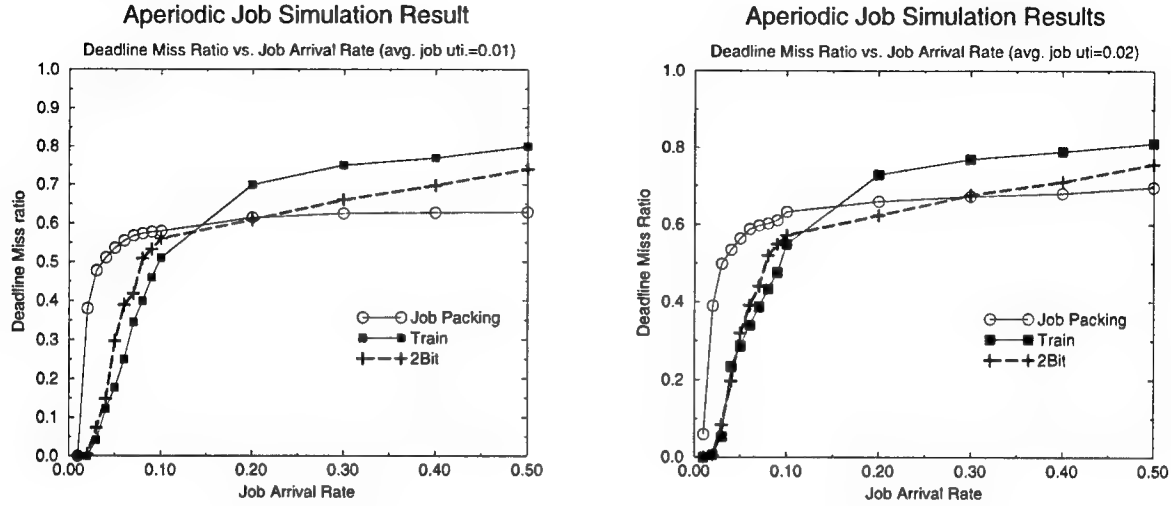 Aperiodic Job Simulation Result
Deadline Miss Ratio vs. Job Arrival Rate (avg. job uti.=0.01)
1.0
0.9
0.8
0.7
0.6
0.5
0.4
0.3
0.2
0.1
0.0
Deadline Miss ratio
Job Packing
Train
2Bit
0.00 0.10 0.20 0.30 0.40 0.50
Job Arrival Rate
Aperiodic Job Simulation Results
Deadline Miss Ratio vs. Job Arrival Rate (avg. job uti=0.02)
1.0
0.8
0.6
0.4
0.2
0.0
Deadline Miss Ratio
Job Packing
Train
2Bit
0.00 0.10 0.20 0.30 0.40 0.50
Job Arrival Rate